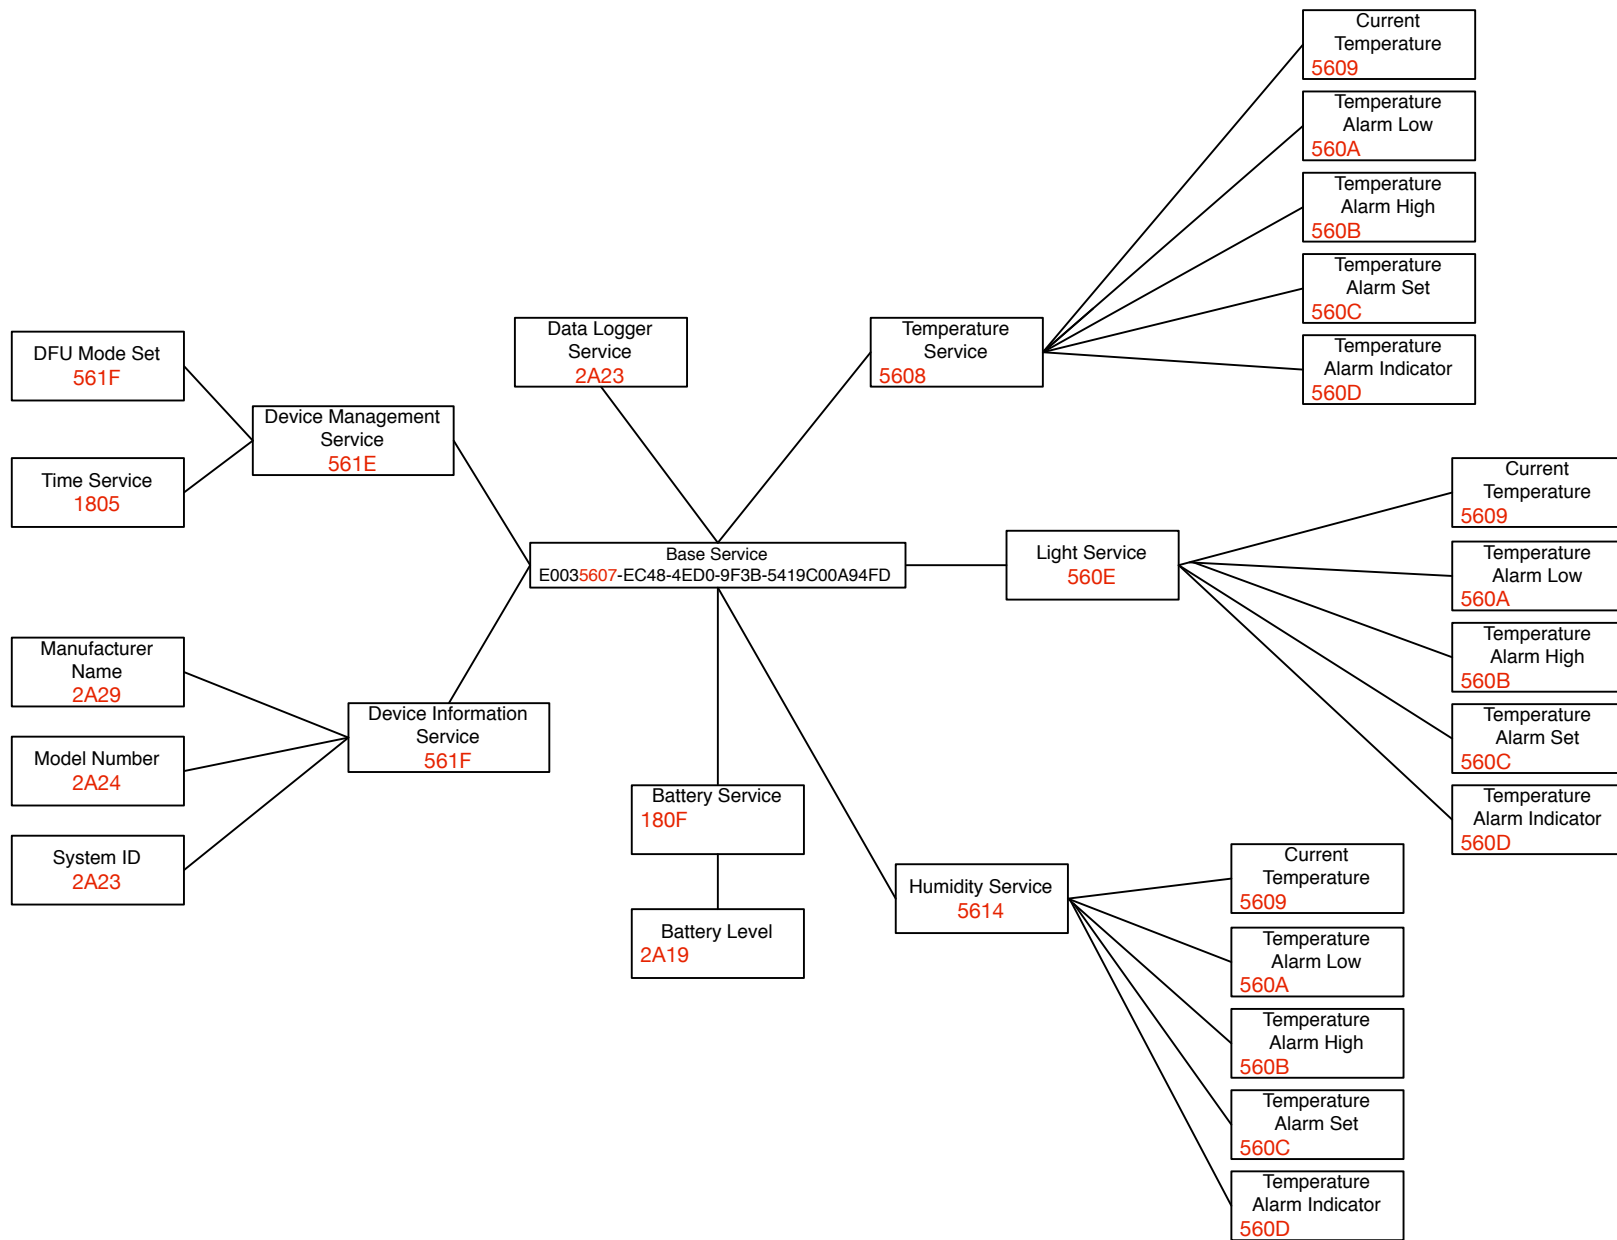 Current
Temperature
5609
Temperature
Alarm Low
560A
Temperature
Alarm High
560B
Temperature
Alarm Set
560C
Temperature
Alarm Indicator
560D
Data Logger
Service
2A23
Temperature
Service
5608
DFU Mode Set
561F
Device Management
Service
561E
Time Service
1805
Base Service
E0035607-EC48-4ED0-9F3B-5419C00A94FD
Light Service
560E
Current
Temperature
5609
Temperature
Alarm Low
560A
Temperature
Alarm High
560B
Temperature
Alarm Set
560C
Temperature
Alarm Indicator
560D
Manufacturer
Name
2A29
Model Number
2A24
System ID
2A23
Device Information
Service
561F
Battery Service
180F
Battery Level
2A19
Humidity Service
5614
Current
Temperature
5609
Temperature
Alarm Low
560A
Temperature
Alarm High
560B
Temperature
Alarm Set
560C
Temperature
Alarm Indicator
560D